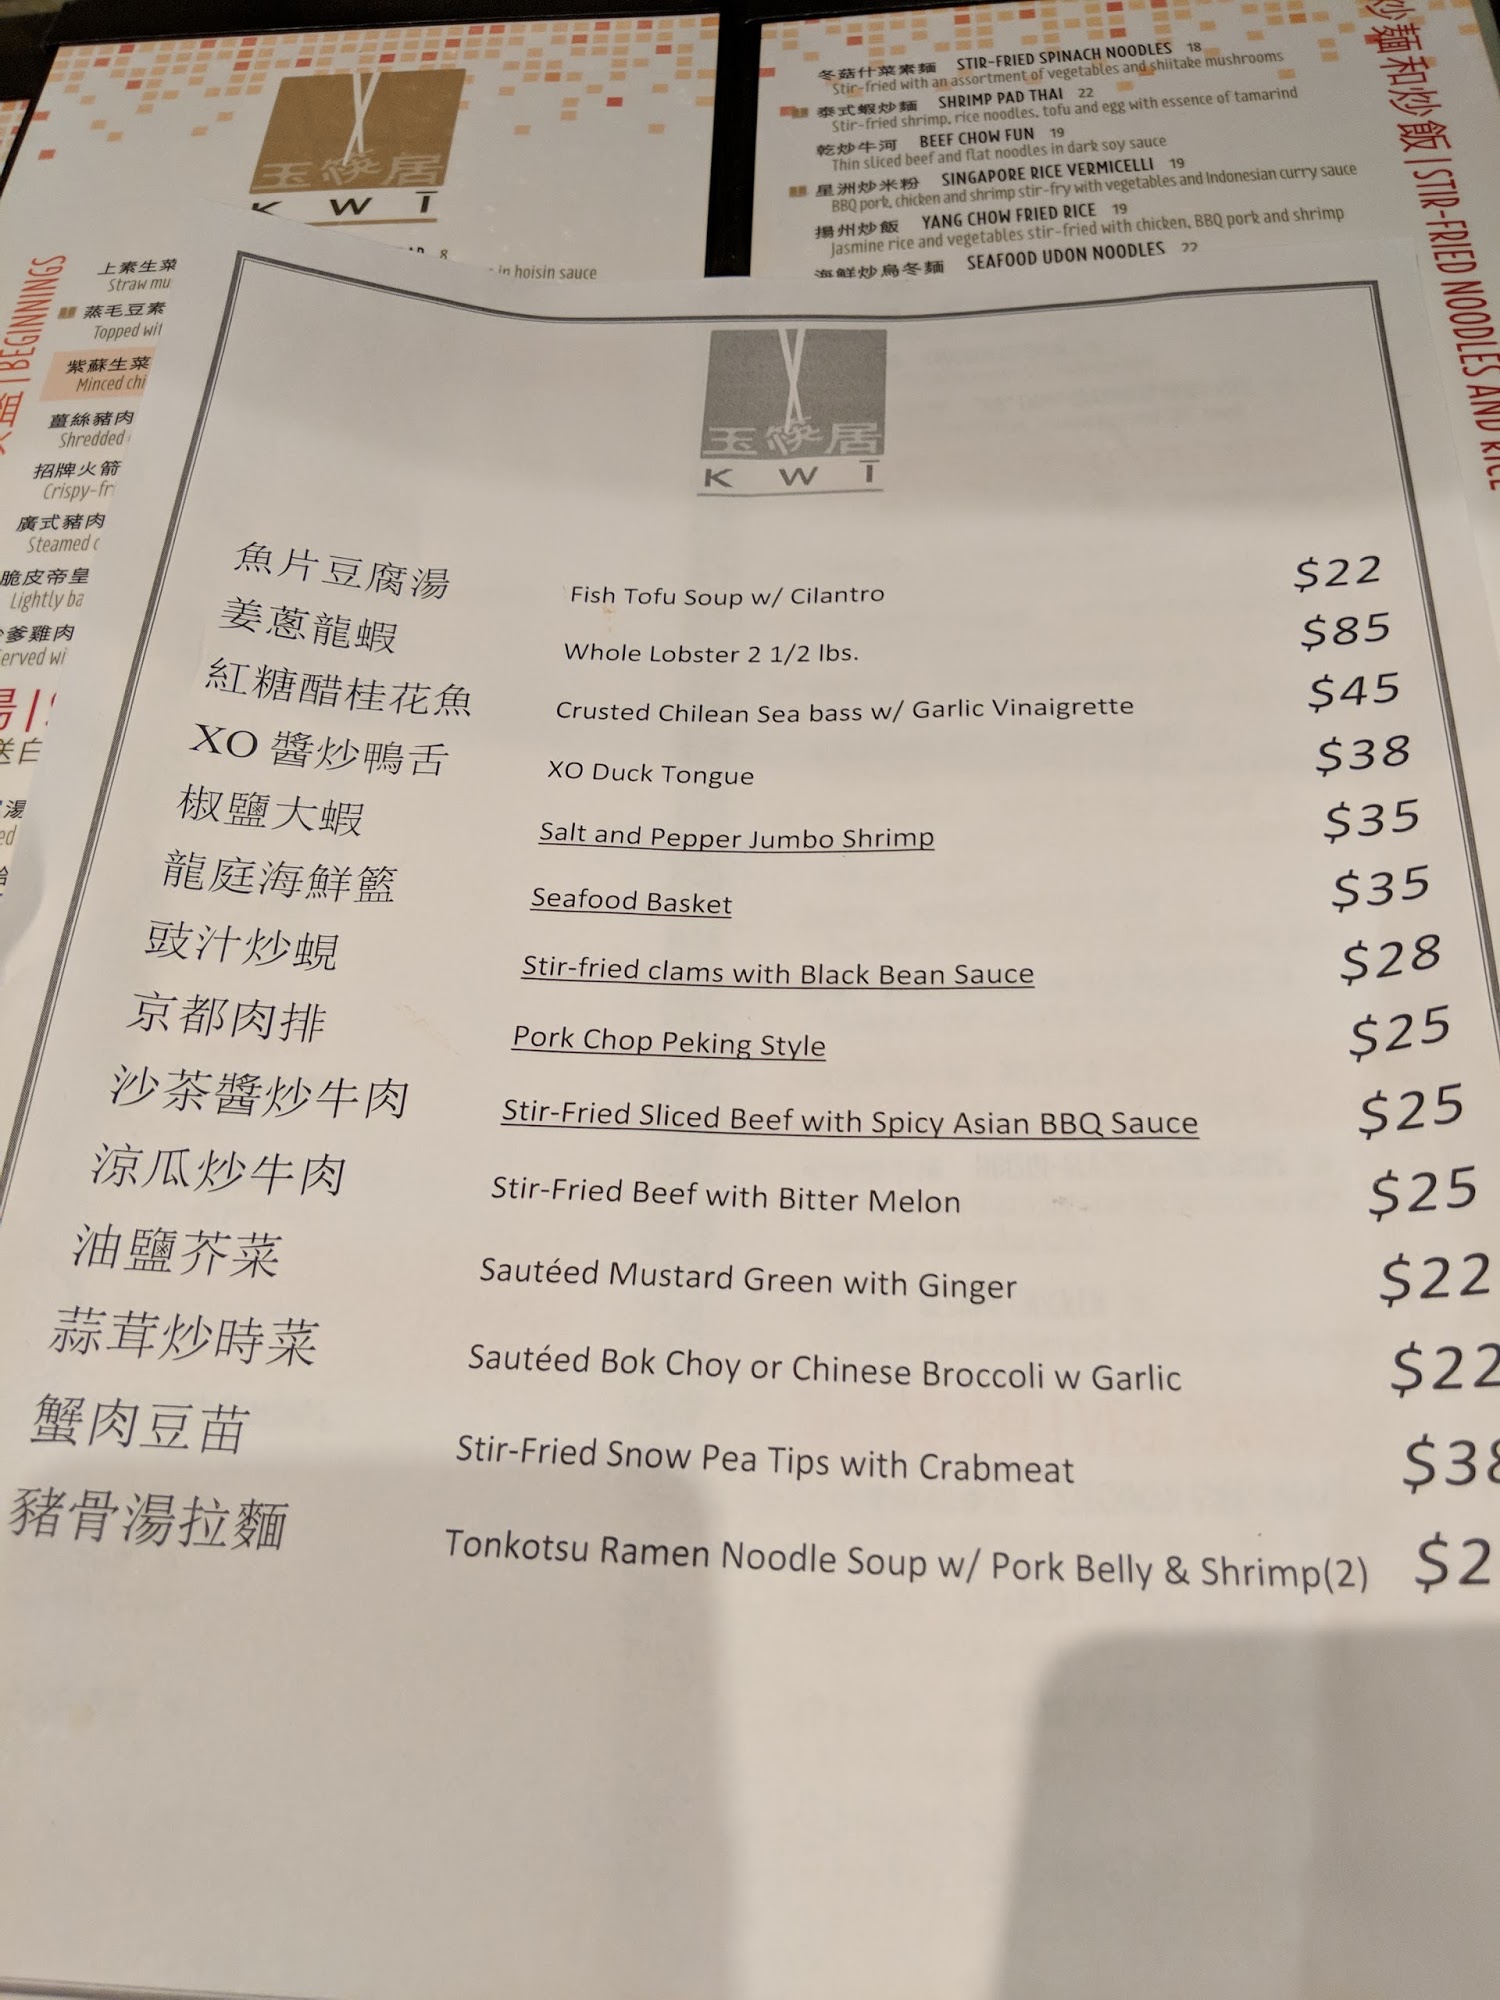 玉筷居
KWĪ
8
in hoisin sauce
BEGINNINGS
上素生菜
Straw
蒸毛豆素
Topped
紫蘇生菜
Minced
薑絲豬肉
Shredded
招牌火箭
廣式豬肉
Steamed
脆皮帝皇
Lightly
爹雞肉
送白
湯
冬菇什菜素麵 STIR-FRIED SPINACH NOODLES 18
Stir-fried with an assortment of vegetables and shiitake mushrooms
泰式蝦炒麵 SHRIMP PAD THAI 22
Stir-fried shrimp, rice noodles, tofu and egg with essence of tamarind
乾炒牛河 BEEF CHOW FUN 19
Thin sliced beef and flat noodles in dark soy sauce
星洲炒米粉 SINGAPORE RICE VERMICELLI 19
BBQ pork, chicken and shrimp stir-fry with vegetables and Indonesian curry sauce
揚州炒飯 YANG CHOW FRIED RICE 19
Jasmine rice and vegetables stir-fried with chicken, BBQ pork and shrimp
海鮮炒烏冬麵 SEAFOOD UDON NOODLES 22
炒麵和炒飯 | STIR-FRIED NOODLES AND RICE
玉筷居
KWĪ
魚片豆腐湯 Fish Tofu Soup w/ Cilantro $22
姜蔥龍蝦 Whole Lobster 2 1/2 lbs. $85
紅糖醋桂花魚 Crusted Chilean Sea bass w/ Garlic Vinaigrette $45
XO 醬炒鴨舌 XO Duck Tongue $38
椒鹽大蝦 Salt and Pepper Jumbo Shrimp $35
龍庭海鮮籃 Seafood Basket $35
豉汁炒蜆 Stir-fried clams with Black Bean Sauce $28
京都肉排 Pork Chop Peking Style $25
沙茶醬炒牛肉 Stir-Fried Sliced Beef with Spicy Asian BBQ Sauce $25
涼瓜炒牛肉 Stir-Fried Beef with Bitter Melon $25
油鹽芥菜 Sautéed Mustard Green with Ginger $22
蒜茸炒時菜 Sautéed Bok Choy or Chinese Broccoli w Garlic $22
蟹肉豆苗 Stir-Fried Snow Pea Tips with Crabmeat $38
豬骨湯拉麵 Tonkotsu Ramen Noodle Soup w/ Pork Belly & Shrimp(2) $2